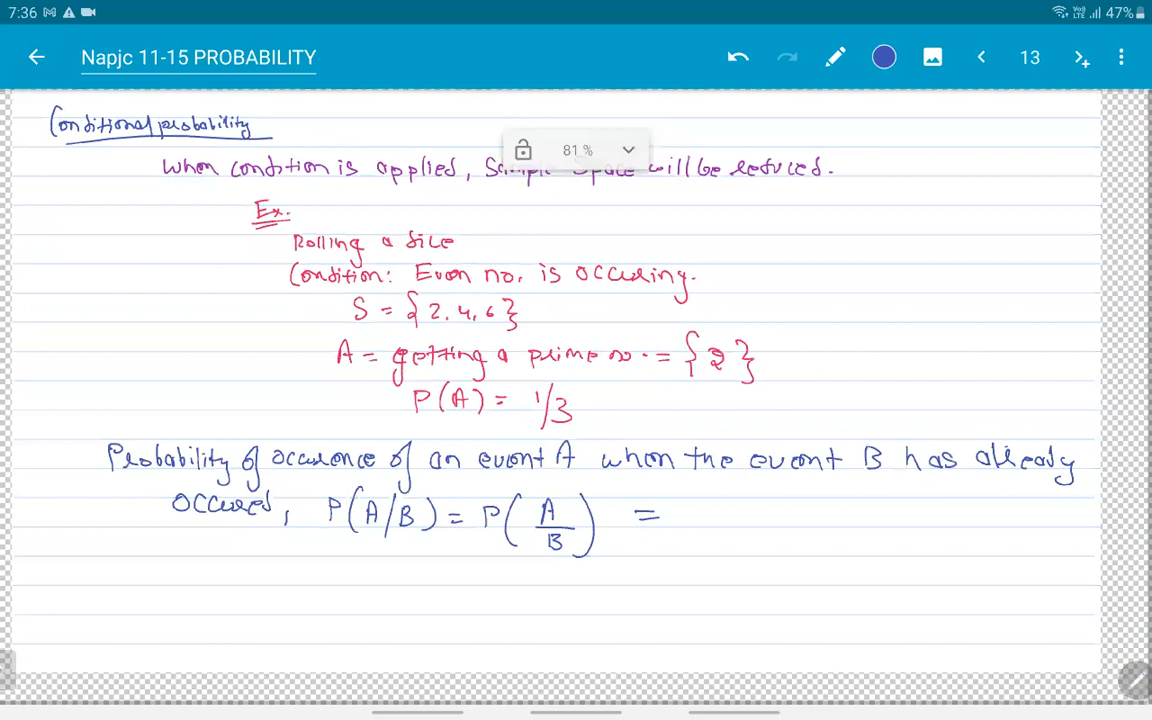 7:36 47%
Napjc 11-15 PROBABILITY 13
Conditional probability
81 %
When condition is applied, Sample Space will be reduced.
Ex.
Rolling a dice
Condition: Even no. is occuring.
S = {2, 4, 6}
A = getting a prime no. = {2}
P(A) = 1/3
Probability of occurence of an event A when the event B has already
occured, P(A/B) = P(A/B) =